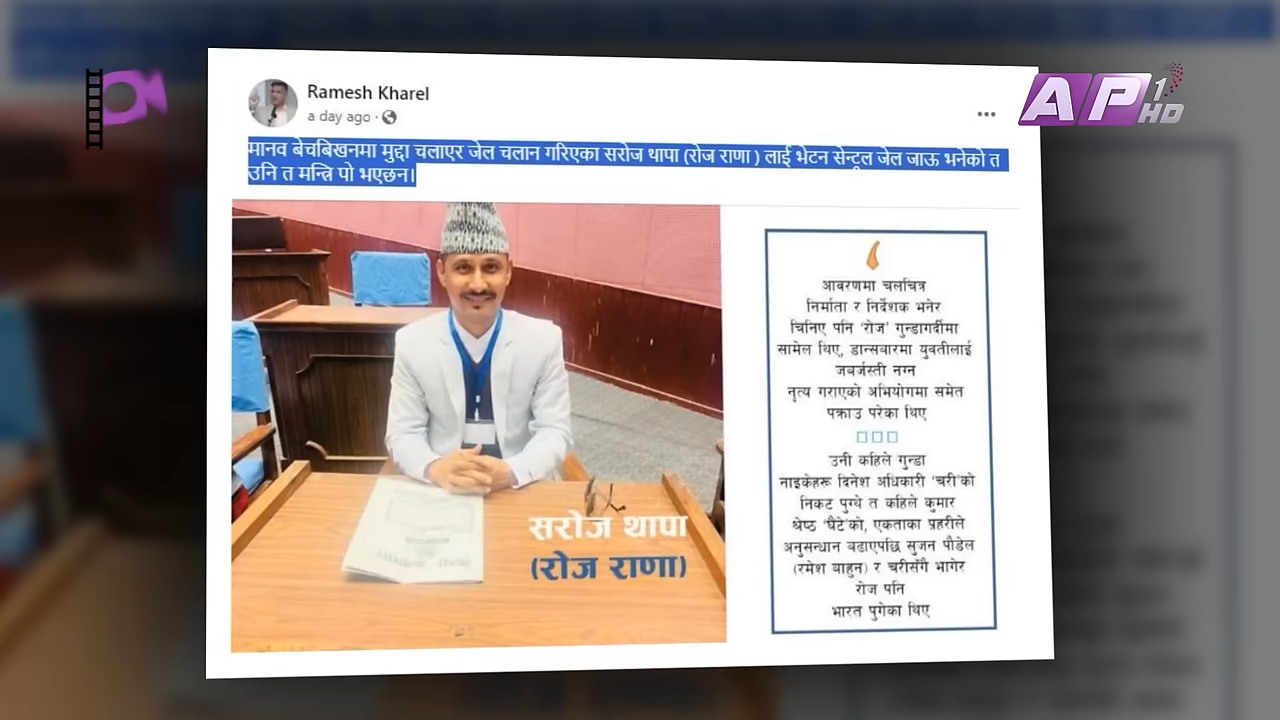 AP1 HD
Ramesh Kharel
a day ago ·
मानव बेचबिखनमा मुद्दा चलाएर जेल चलान गरिएका सरोज थापा (रोज राणा ) लाई भेटन सेन्ट्रल जेल जाऊ भनेको त
उनि त मन्त्रि पो भएछन।
सरोज थापा
(रोज राणा)
आवरणमा चलचित्र
निर्माता र निर्देशक भनेर
चिनिए पनि ‘रोज’ गुन्डागर्दीमा
सामेल थिए, डान्सबारमा युवतीलाई
जबर्जस्ती नग्न
नृत्य गराएको अभियोगमा समेत
पक्राउ परेका थिए
उनी कहिले गुन्डा
नाइकेहरू दिनेश अधिकारी ‘चरी’को
निकट पुग्थे त कहिले कुमार
श्रेष्ठ ‘घैंटे’को, एकताका प्रहरीले
अनुसन्धान बढाएपछि सुजन पौडेल
(रमेश बाहुन) र चरीसँगै भागेर
रोज पनि
भारत पुगेका थिए